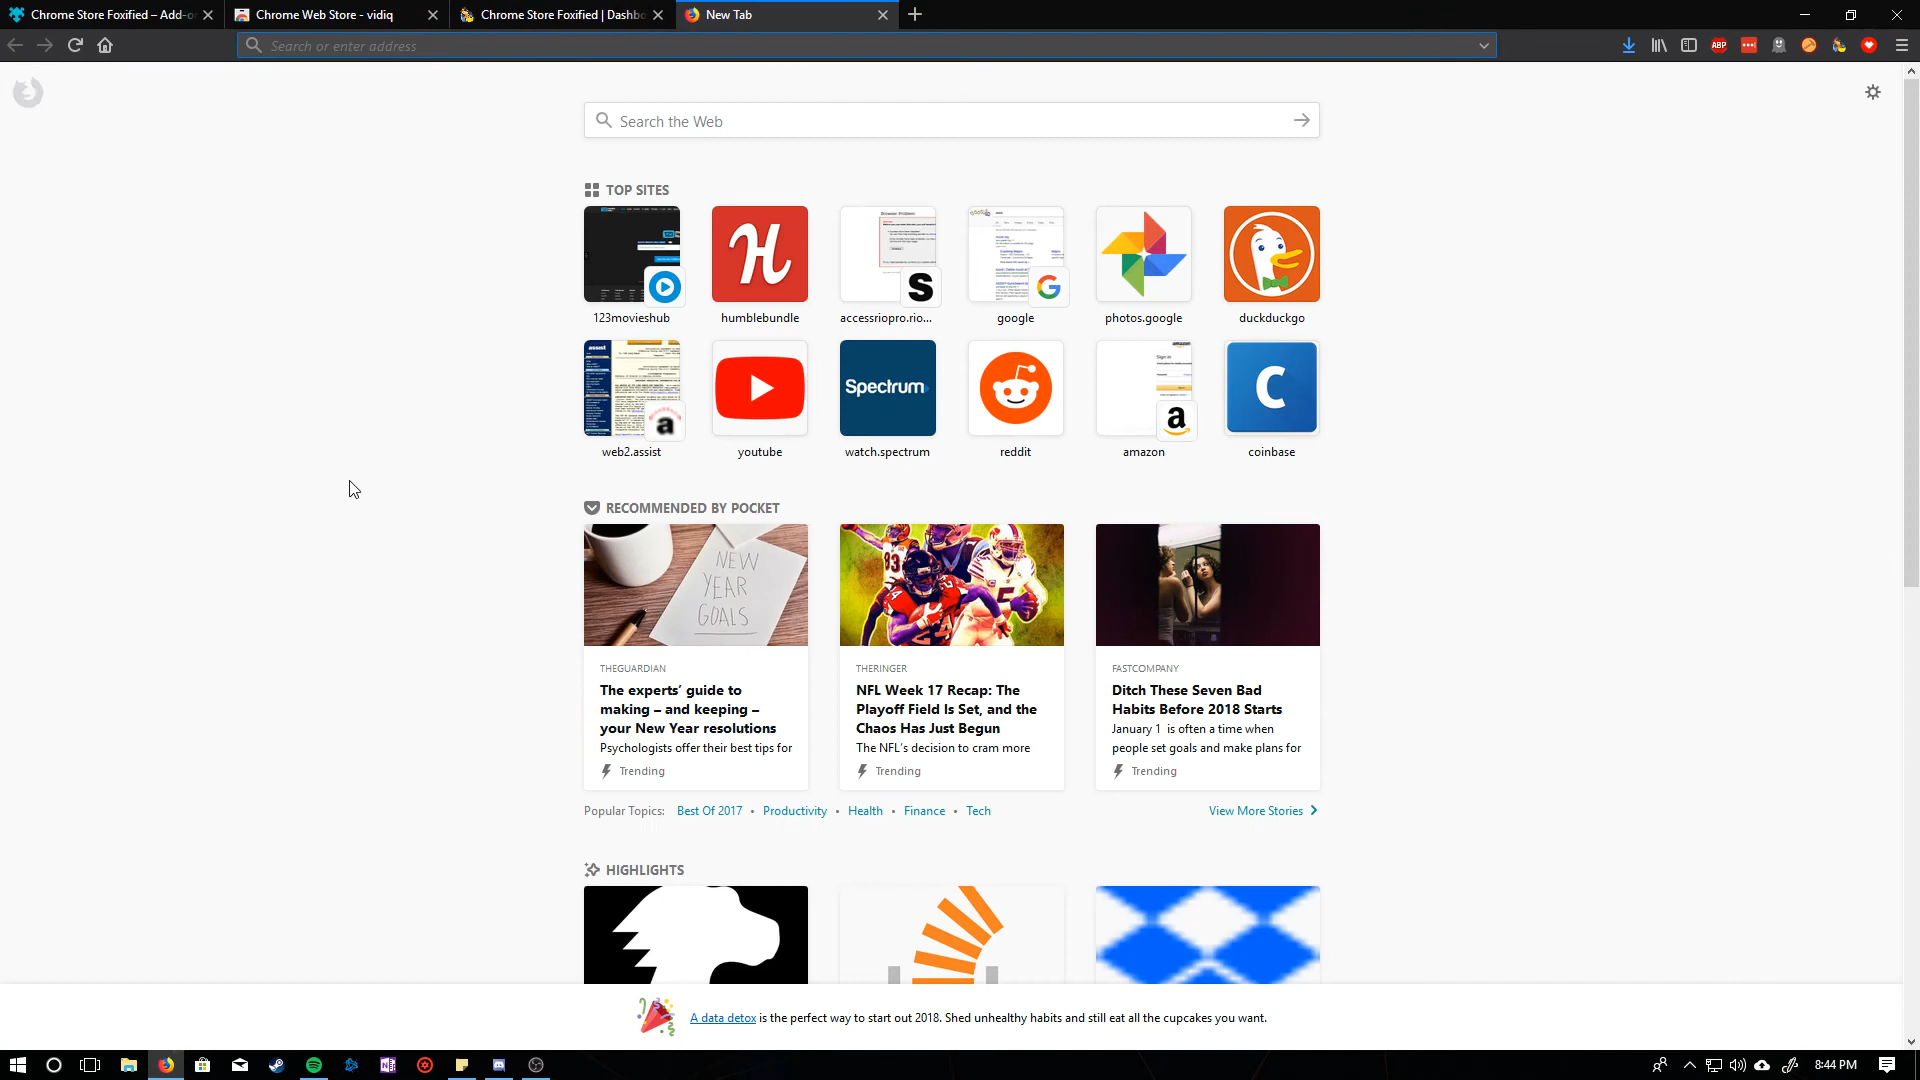 Chrome Store Foxified – Add-o
Chrome Web Store - vidiq
Chrome Store Foxified | Dashbo
New Tab
Search or enter address
ABP
Search the Web
TOP SITES
H
S
G
123movieshub
humblebundle
accessriopro.rio...
google
photos.google
duckduckgo
assist
Spectrum
amazon
Sign in
a
a
C
web2.assist
youtube
watch.spectrum
reddit
amazon
coinbase
RECOMMENDED BY POCKET
NEW
YEAR
GOALS
THEGUARDIAN
The experts’ guide to
making – and keeping –
your New Year resolutions
Psychologists offer their best tips for
Trending
THERINGER
NFL Week 17 Recap: The
Playoff Field Is Set, and the
Chaos Has Just Begun
The NFL’s decision to cram more
Trending
FASTCOMPANY
Ditch These Seven Bad
Habits Before 2018 Starts
January 1 is often a time when
people set goals and make plans for
Trending
Popular Topics: Best Of 2017 • Productivity • Health • Finance • Tech
View More Stories
HIGHLIGHTS
A data detox is the perfect way to start out 2018. Shed unhealthy habits and still eat all the cupcakes you want.
8:44 PM